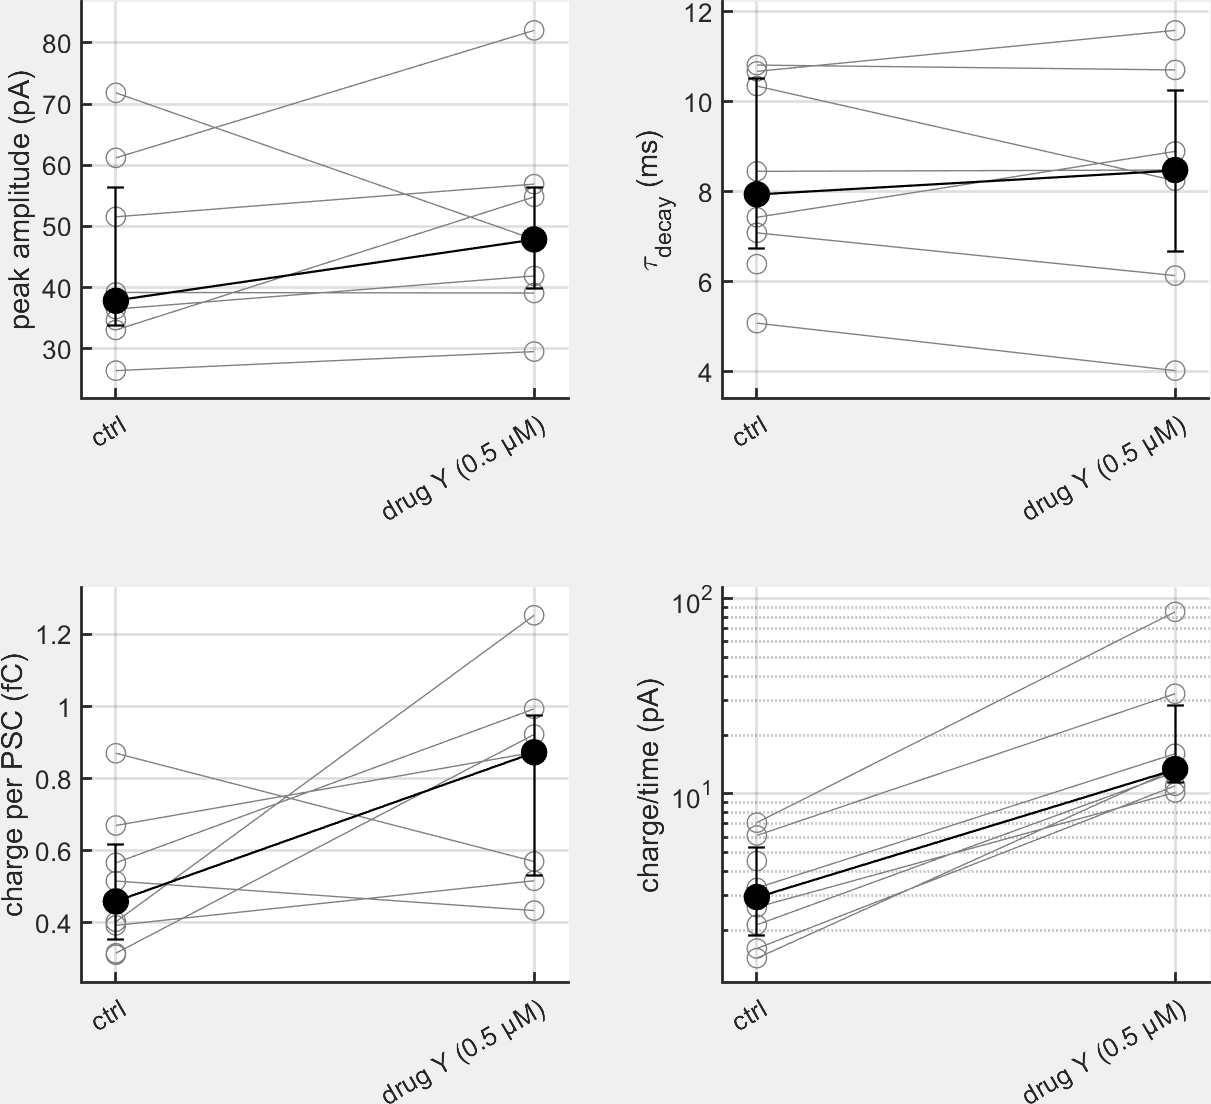 peak amplitude (pA)
80
70
60
50
40
30
ctrl
drug Y (0.5 µM)
τdecay (ms)
12
10
8
6
4
ctrl
drug Y (0.5 µM)
charge per PSC (fC)
1.2
1
0.8
0.6
0.4
ctrl
drug Y (0.5 µM)
charge/time (pA)
10²
10¹
ctrl
drug Y (0.5 µM)